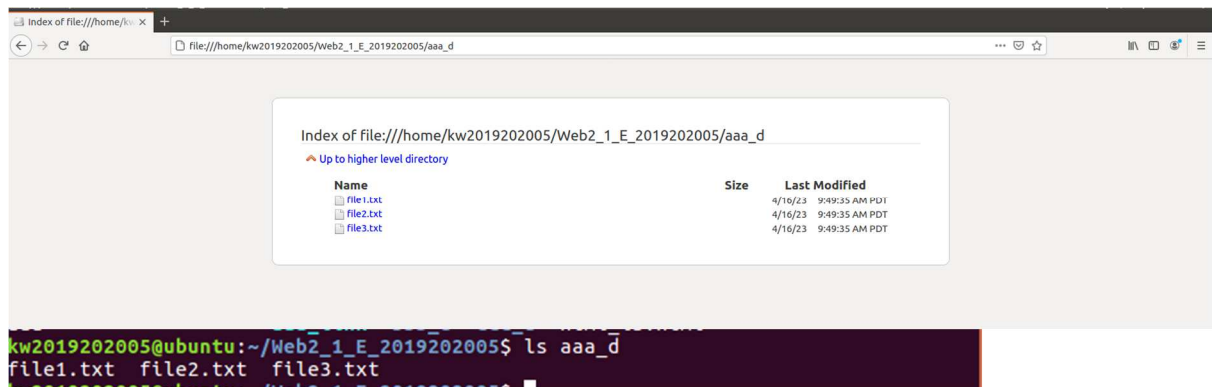 Index of file:///home/kw
file:///home/kw2019202005/Web2_1_E_2019202005/aaa_d
Index of file:///home/kw2019202005/Web2_1_E_2019202005/aaa_d
Up to higher level directory
Name Size Last Modified
file1.txt 4/16/23 9:49:35 AM PDT
file2.txt 4/16/23 9:49:35 AM PDT
file3.txt 4/16/23 9:49:35 AM PDT
kw2019202005@ubuntu:~/Web2_1_E_2019202005$ ls aaa_d
file1.txt file2.txt file3.txt